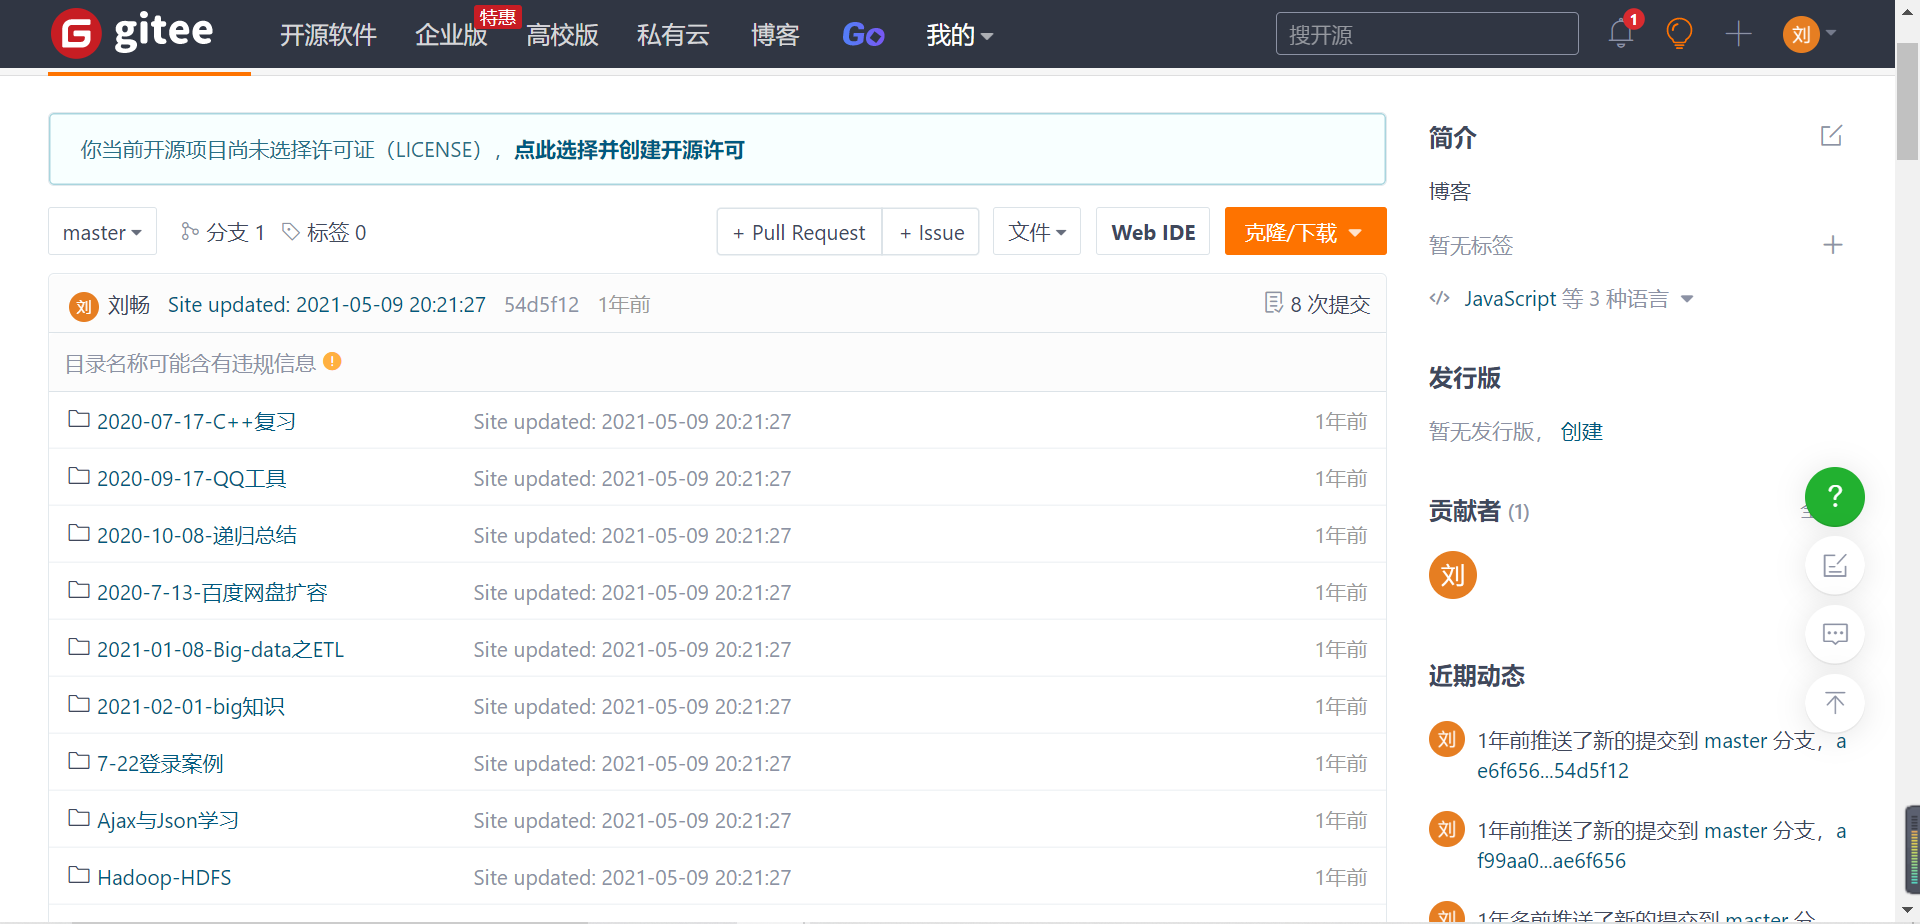 gitee 开源软件 企业版 特惠 高校版 私有云 博客 Go 我的 搜开源 1 刘
你当前开源项目尚未选择许可证（LICENSE），点此选择并创建开源许可
master 分支 1 标签 0 + Pull Request + Issue 文件 Web IDE 克隆/下载
刘 刘畅 Site updated: 2021-05-09 20:21:27 54d5f12 1年前 8 次提交
目录名称可能含有违规信息
2020-07-17-C++复习 Site updated: 2021-05-09 20:21:27 1年前
2020-09-17-QQ工具 Site updated: 2021-05-09 20:21:27 1年前
2020-10-08-递归总结 Site updated: 2021-05-09 20:21:27 1年前
2020-7-13-百度网盘扩容 Site updated: 2021-05-09 20:21:27 1年前
2021-01-08-Big-data之ETL Site updated: 2021-05-09 20:21:27 1年前
2021-02-01-big知识 Site updated: 2021-05-09 20:21:27 1年前
7-22登录案例 Site updated: 2021-05-09 20:21:27 1年前
Ajax与Json学习 Site updated: 2021-05-09 20:21:27 1年前
Hadoop-HDFS Site updated: 2021-05-09 20:21:27 1年前
简介
博客
暂无标签
JavaScript 等 3 种语言
发行版
暂无发行版， 创建
贡献者 (1)
刘
近期动态
刘 1年前推送了新的提交到 master 分支，a
e6f656...54d5f12
刘 1年前推送了新的提交到 master 分支，a
f99aa0...ae6f656
刘 1年多前推送了新的提交到 master 分